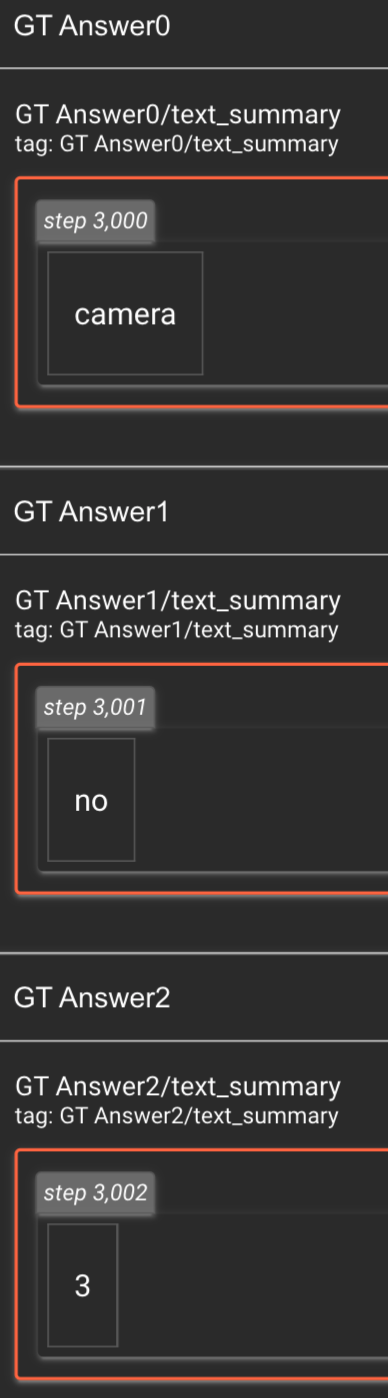 GT Answer0
GT Answer0/text_summary
tag: GT Answer0/text_summary
step 3,000
camera
GT Answer1
GT Answer1/text_summary
tag: GT Answer1/text_summary
step 3,001
no
GT Answer2
GT Answer2/text_summary
tag: GT Answer2/text_summary
step 3,002
3